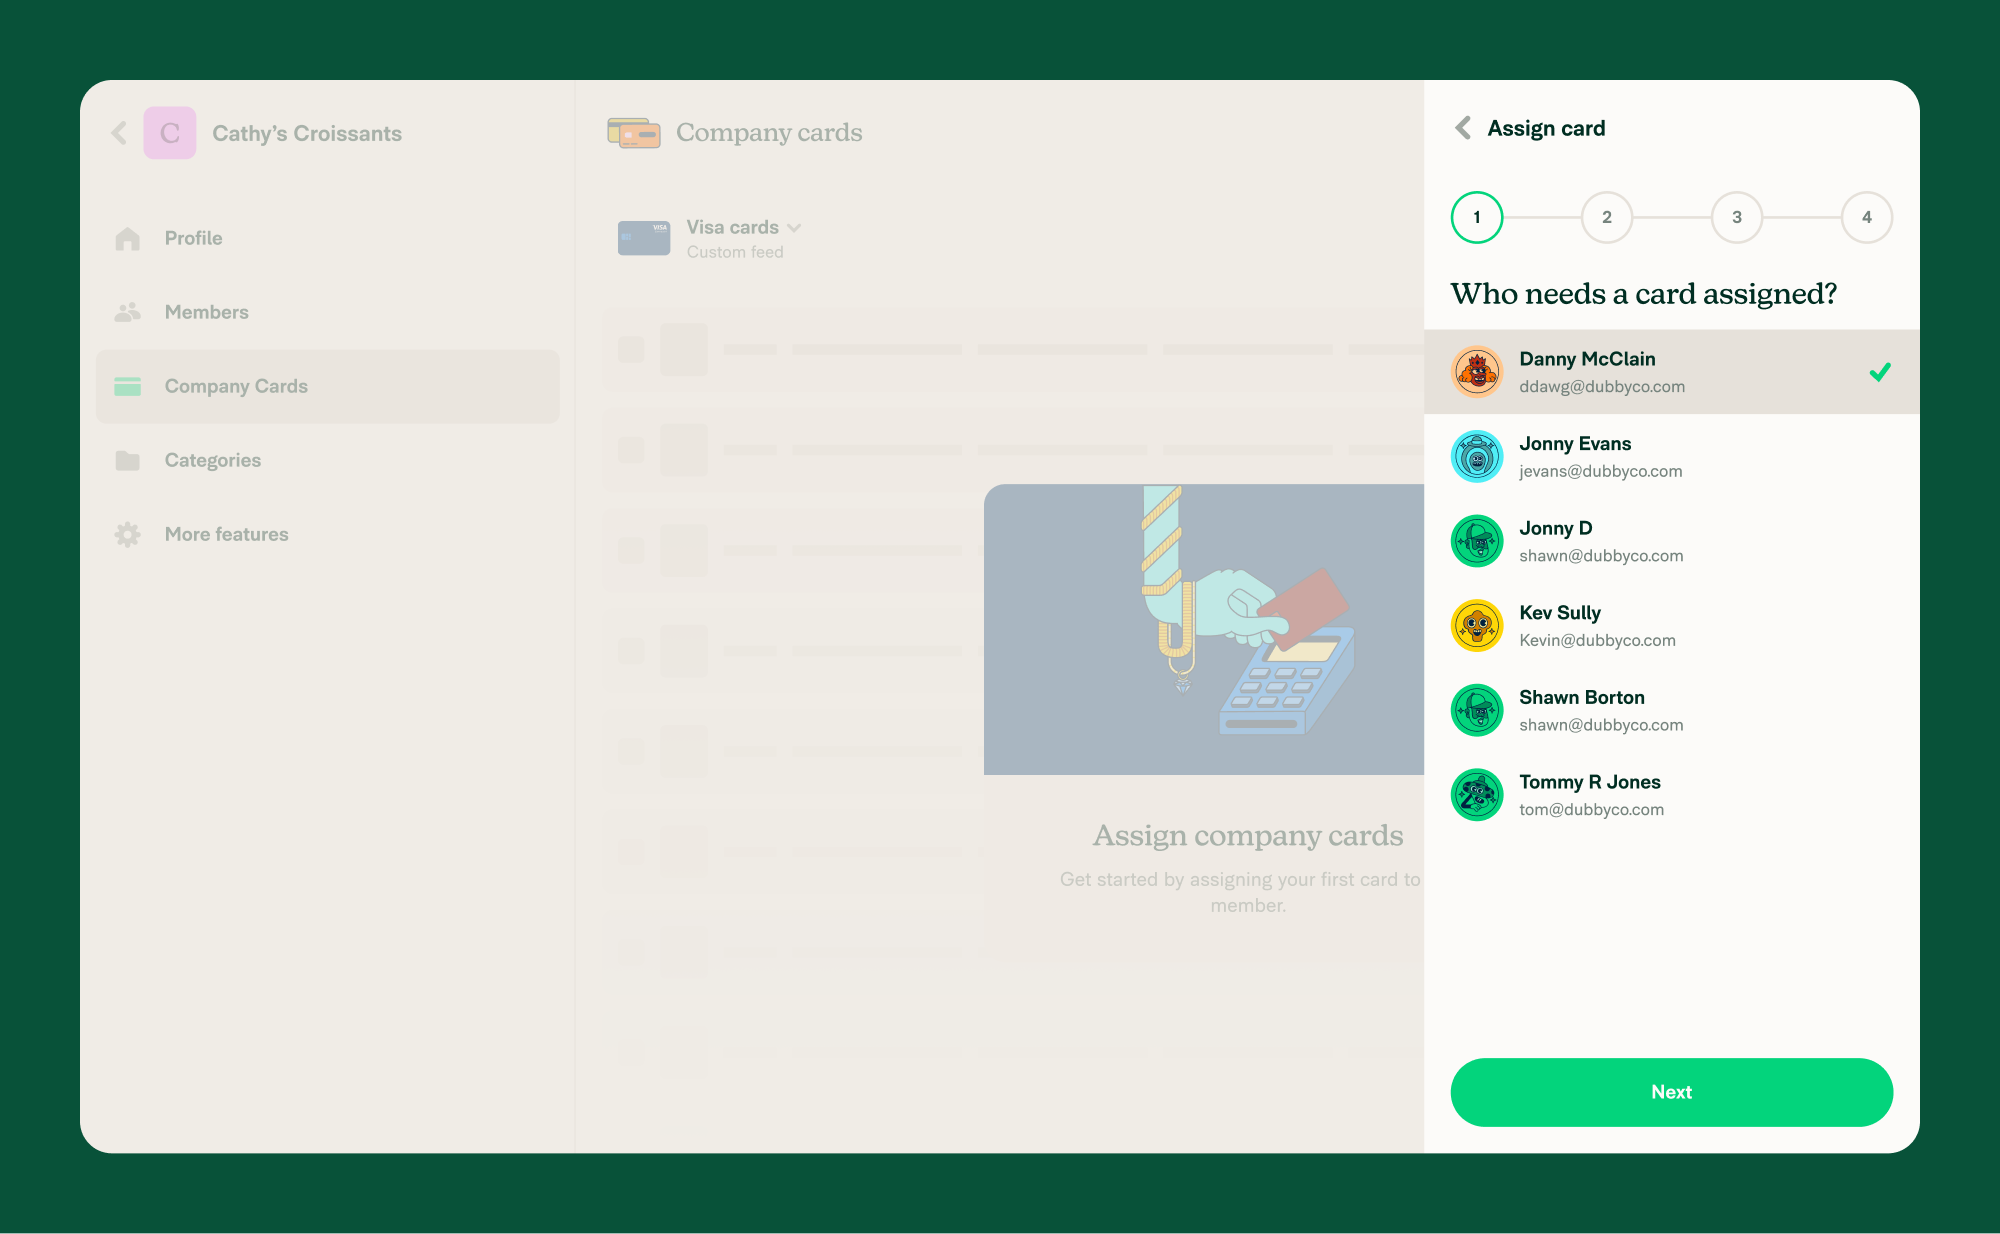 C
Cathy's Croissants
Profile
Members
Company Cards
Categories
More features
Company cards
VISA
Visa cards
Custom feed
Assign company cards
Get started by assigning your first card to
member.
Assign card
1
2
3
4
Who needs a card assigned?
Danny McClain
ddawg@dubbyco.com
Jonny Evans
jevans@dubbyco.com
Jonny D
shawn@dubbyco.com
Kev Sully
Kevin@dubbyco.com
Shawn Borton
shawn@dubbyco.com
Tommy R Jones
tom@dubbyco.com
Next